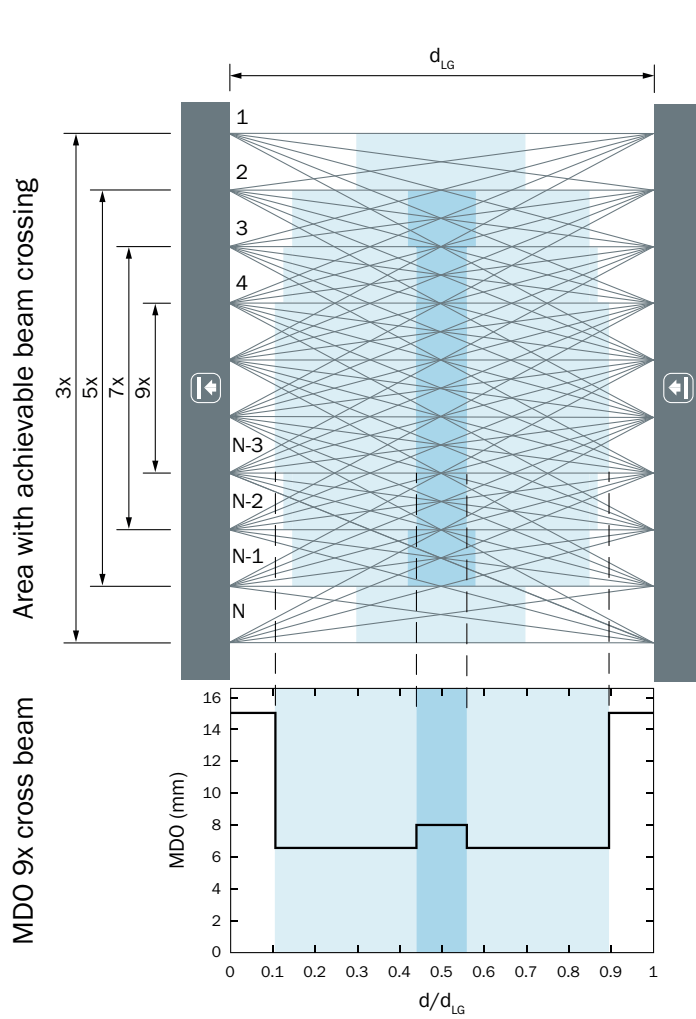 d_LG
1
2
3
4
N-3
N-2
N-1
N
3x
5x
7x
9x
Area with achievable beam crossing
MDO 9x cross beam
MDO (mm)
16
14
12
10
8
6
4
2
0
0 0.1 0.2 0.3 0.4 0.5 0.6 0.7 0.8 0.9 1
d/d_LG